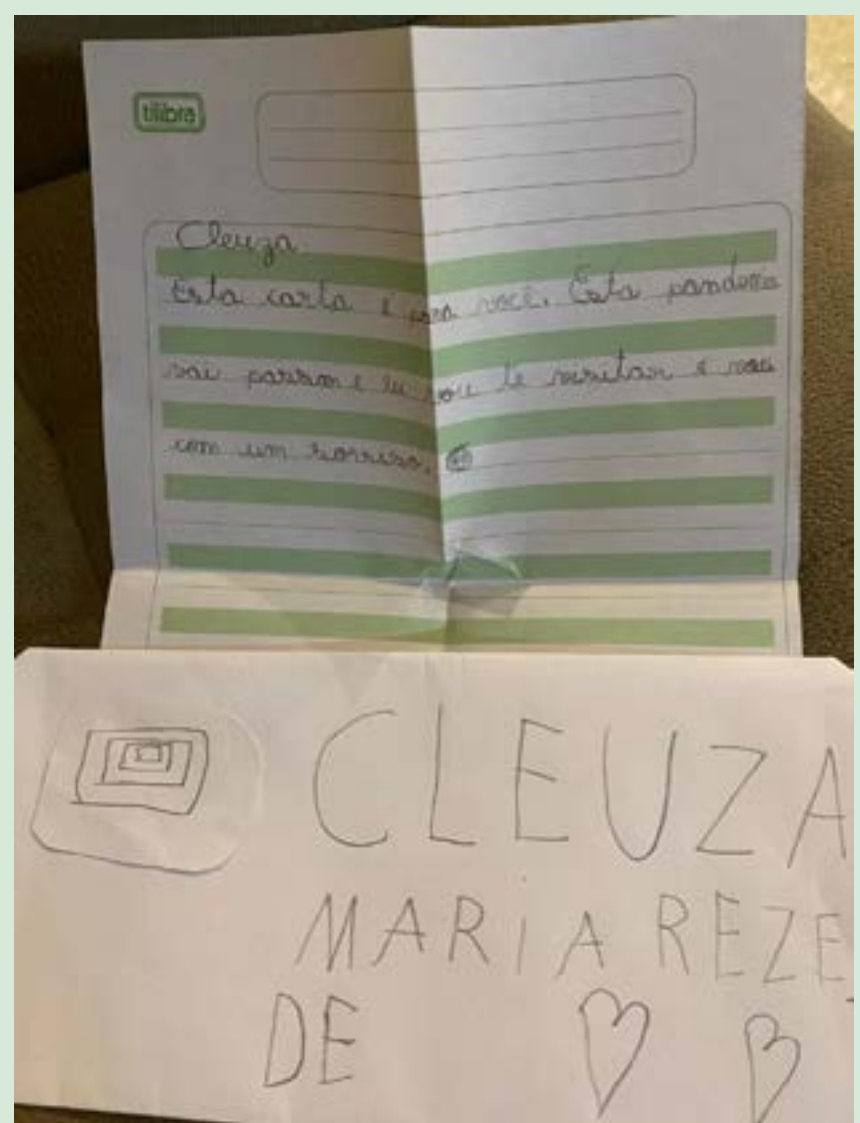 tilibra
Cleuza
Esta carta é para você. Esta pandemia
vai passar e eu vou te visitar e vou
com um sorriso.
CLEUZA
MARIA REZE
DE